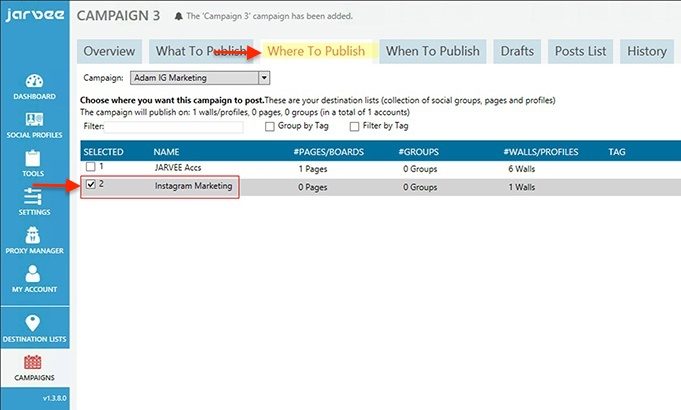 jarvee
CAMPAIGN 3
The 'Campaign 3' campaign has been added.
Overview
What To Publish
Where To Publish
When To Publish
Drafts
Posts List
History
Campaign:
Adam IG Marketing
Choose where you want this campaign to post.These are your destination lists (collection of social groups, pages and profiles)
The campaign will publish on: 1 walls/profiles, 0 pages, 0 groups (in a total of 1 accounts)
Filter:
Group by Tag
Filter by Tag
SELECTED NAME #PAGES/BOARDS #GROUPS #WALLS/PROFILES TAG
1 JARVEE Accs 1 Pages 0 Groups 6 Walls
2 Instagram Marketing 0 Pages 0 Groups 1 Walls
DASHBOARD
SOCIAL PROFILES
TOOLS
SETTINGS
PROXY MANAGER
MY ACCOUNT
DESTINATION LISTS
CAMPAIGNS
v1.3.8.0